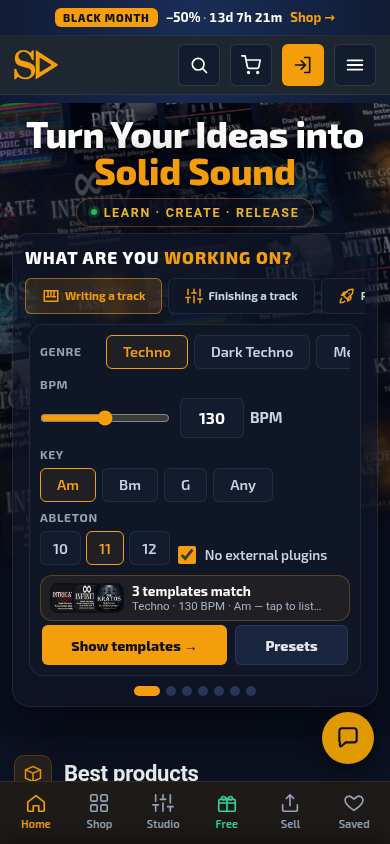 BLACK MONTH −50% · 13d 7h 21m Shop →
Turn Your Ideas into
Solid Sound
LEARN · CREATE · RELEASE
WHAT ARE YOU WORKING ON?
Writing a track Finishing a track
GENRE Techno Dark Techno
BPM
130 BPM
KEY
Am Bm G Any
ABLETON
10 11 12 No external plugins
3 templates match
Techno · 130 BPM · Am — tap to list...
Show templates → Presets
Best products
Home Shop Studio Free Sell Saved